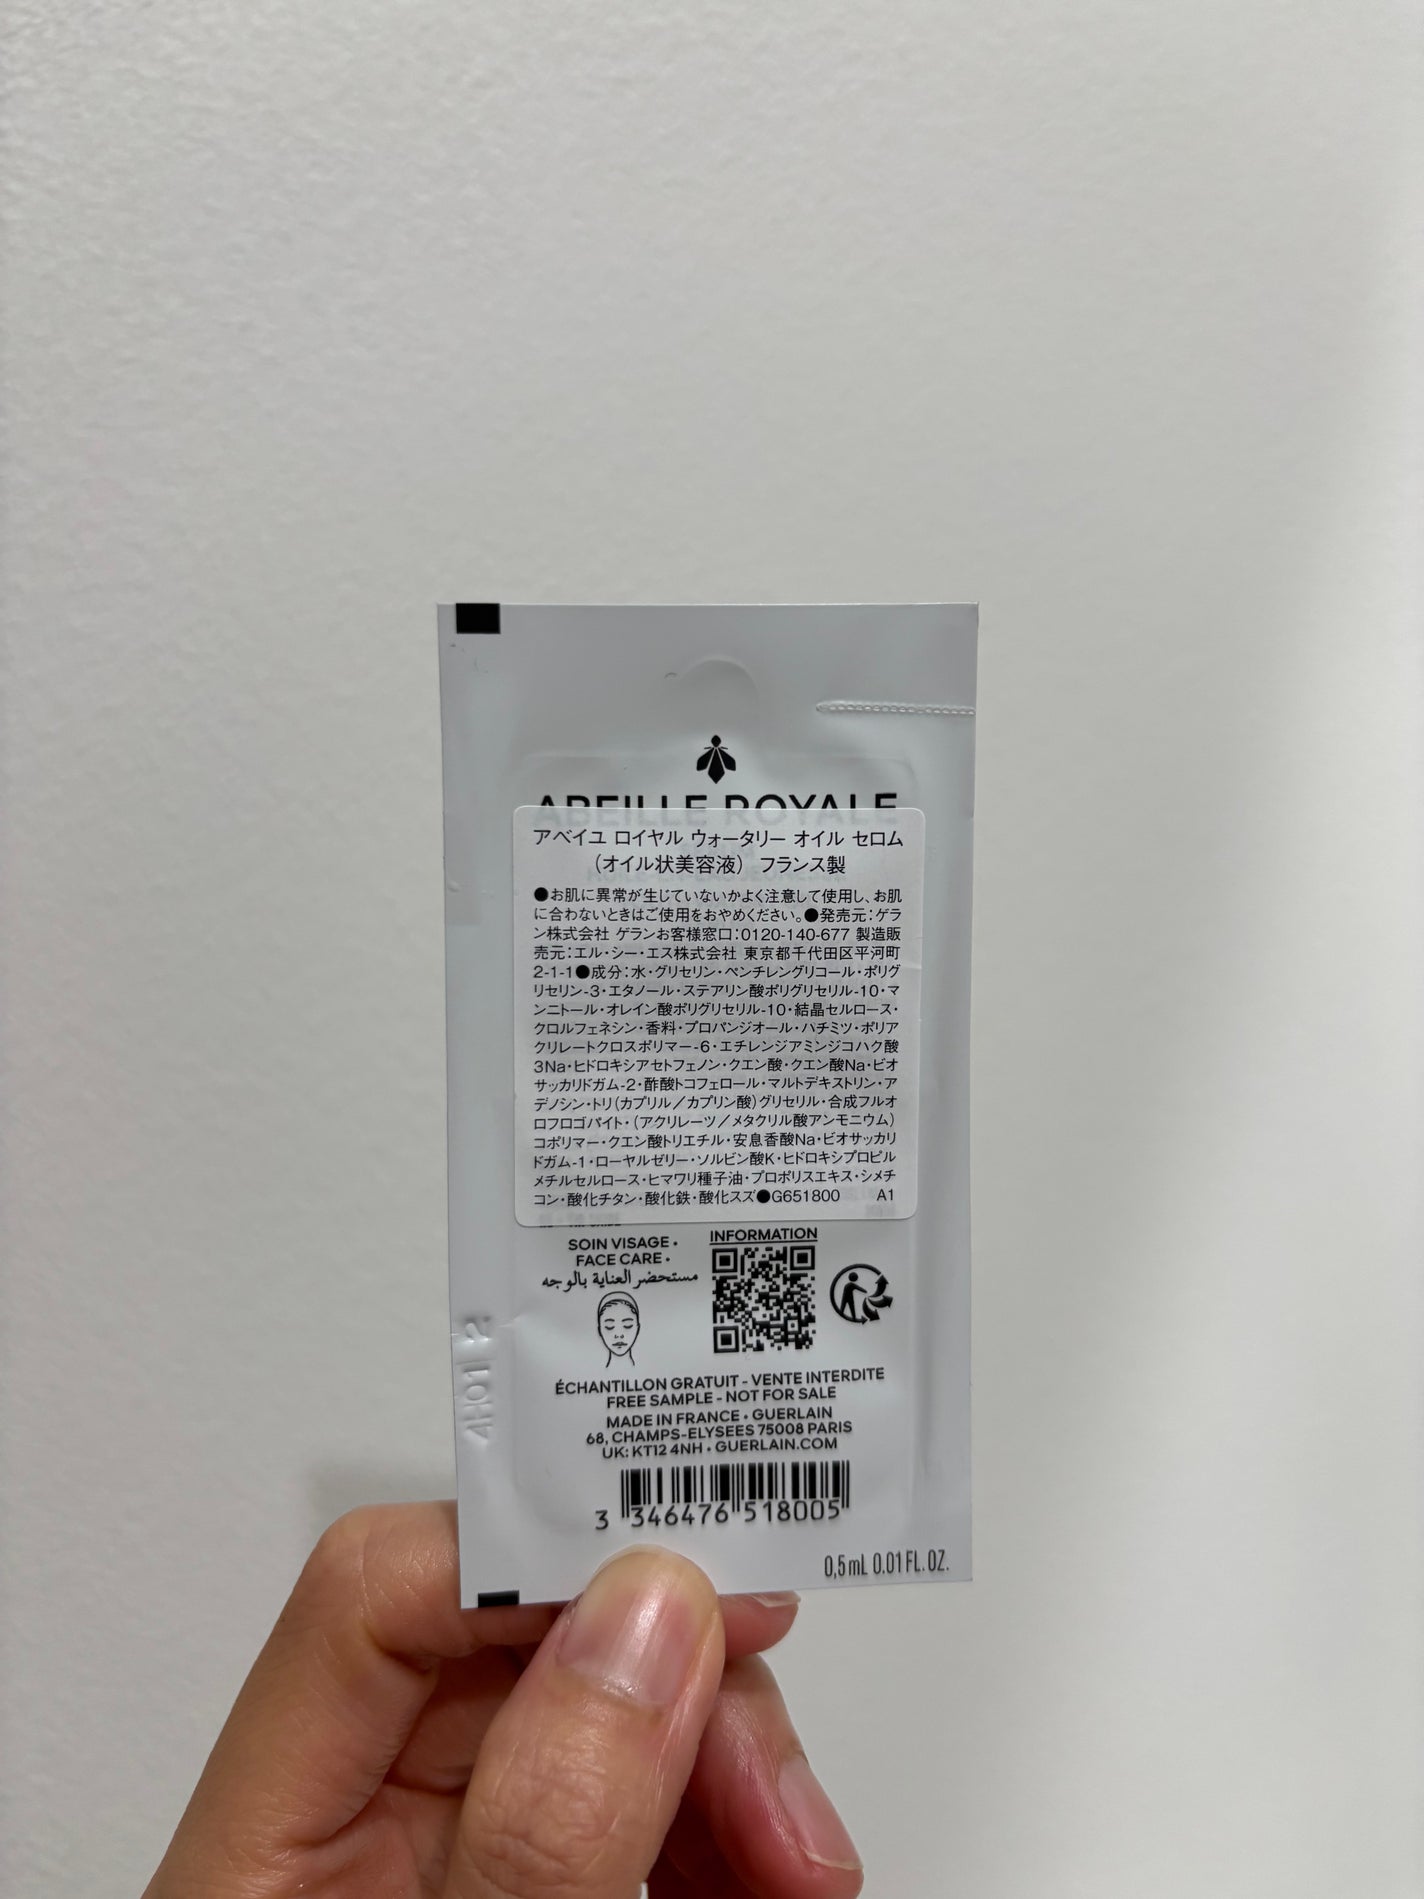 ABEILLE ROYALE
アベイユ ロイヤル ウォータリー オイル セロム
（オイル状美容液） フランス製
●お肌に異常が生じていないかよく注意して使用し、お肌
に合わないときはご使用をおやめください。●発売元：ゲラ
ン株式会社 ゲランお客様窓口：0120-140-677 製造販
売元：エル・シー・エス株式会社 東京都千代田区平河町
2-1-1●成分：水・グリセリン・ペンチレングリコール・ポリグ
リセリン-3・エタノール・ステアリン酸ポリグリセリル-10・マ
ンニトール・オレイン酸ポリグリセリル-10・結晶セルロース・
クロルフェネシン・香料・プロパンジオール・ハチミツ・ポリア
クリレートクロスポリマー-6・エチレンジアミンジコハク酸
3Na・ヒドロキシアセトフェノン・クエン酸・クエン酸Na・ビオ
サッカリドガム-2・酢酸トコフェロール・マルトデキストリン・ア
デノシン・トリ（カプリル／カプリン酸）グリセリル・合成フルオ
ロフロゴパイト・（アクリレーツ／メタクリル酸アンモニウム）
コポリマー・クエン酸トリエチル・安息香酸Na・ビオサッカリ
ドガム-1・ローヤルゼリー・ソルビン酸K・ヒドロキシプロピル
メチルセルロース・ヒマワリ種子油・プロポリスエキス・シメチ
コン・酸化チタン・酸化鉄・酸化スズ●G651800 A1
SOIN VISAGE •
FACE CARE •
مستحضر العناية بالوجه
INFORMATION
4H01
ÉCHANTILLON GRATUIT - VENTE INTERDITE
FREE SAMPLE - NOT FOR SALE
MADE IN FRANCE • GUERLAIN
68, CHAMPS-ELYSEES 75008 PARIS
UK: KT12 4NH • GUERLAIN.COM
3 346476 518005
0,5 mL 0.01 FL. OZ.